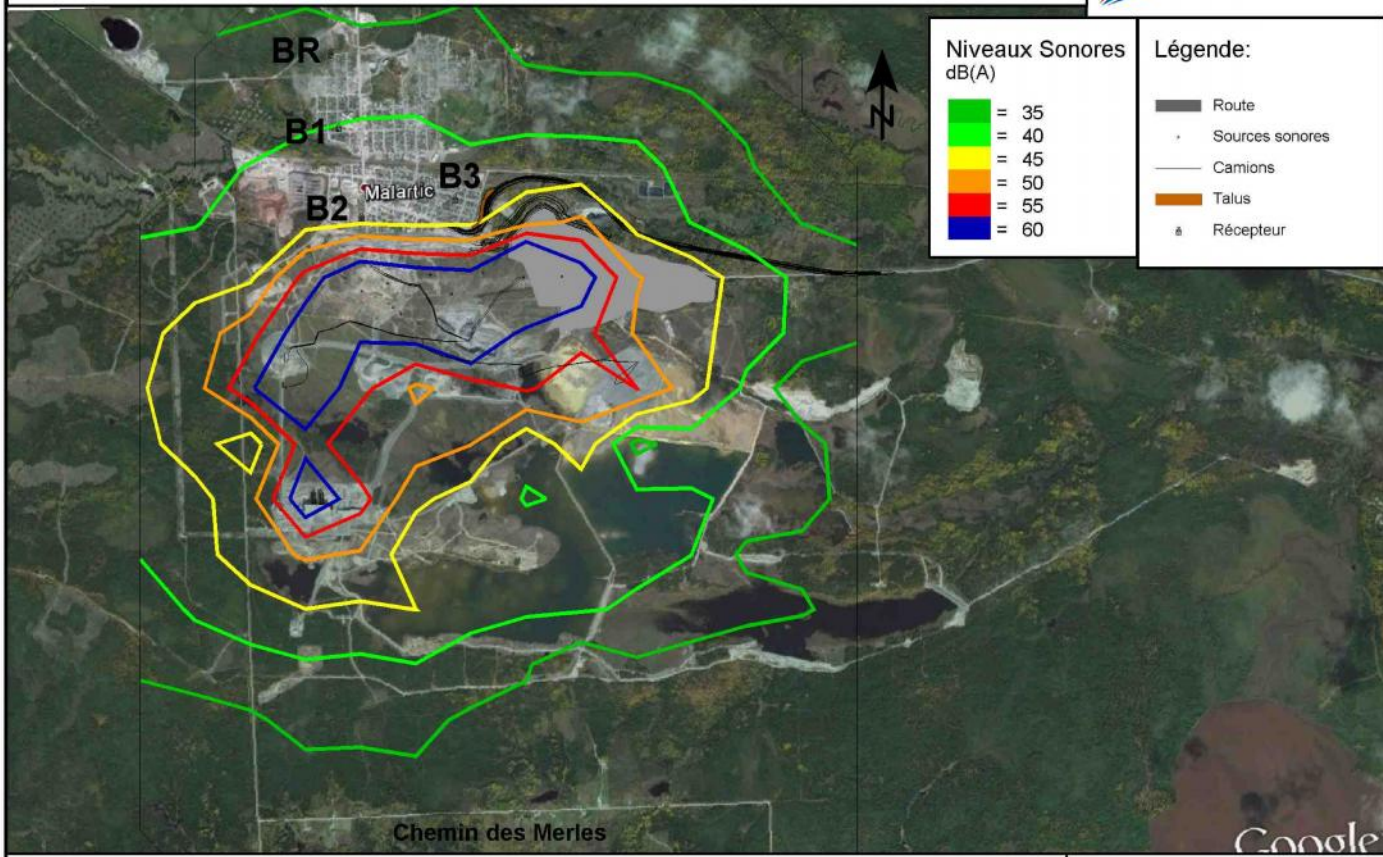 BR
B1
B3
Malartic
B2
N
Niveaux Sonores
dB(A)
= 35
= 40
= 45
= 50
= 55
= 60
Légende:
Route
Sources sonores
Camions
Talus
Récepteur
Chemin des Merles
Google